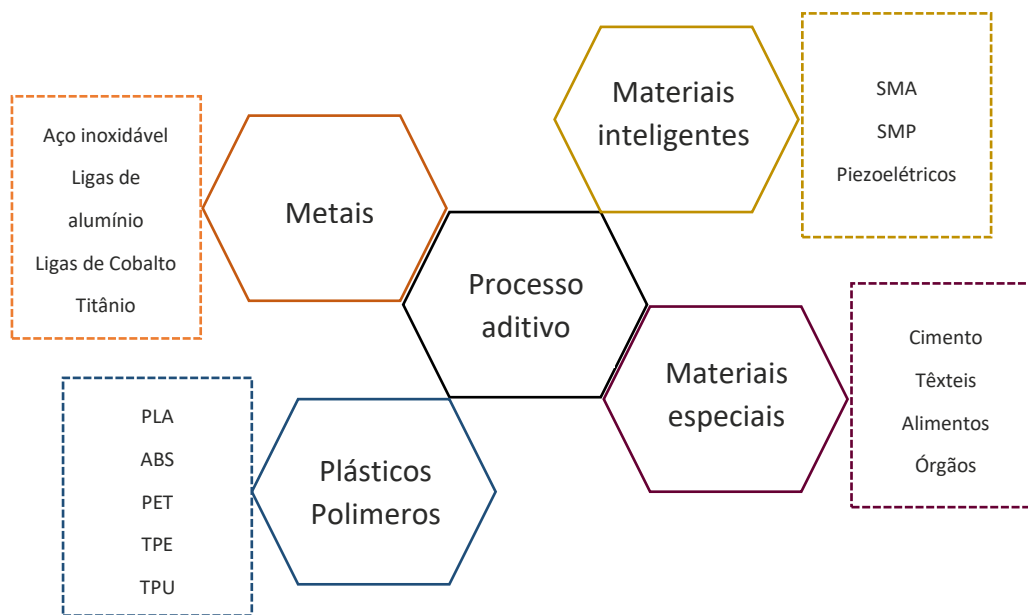 Materiais
inteligentes
SMA
SMP
Piezoelétricos
Aço inoxidável
Ligas de
alumínio
Ligas de Cobalto
Titânio
Metais
Processo
aditivo
Materiais
especiais
Cimento
Têxteis
Alimentos
Órgãos
PLA
ABS
PET
TPE
TPU
Plásticos
Polimeros